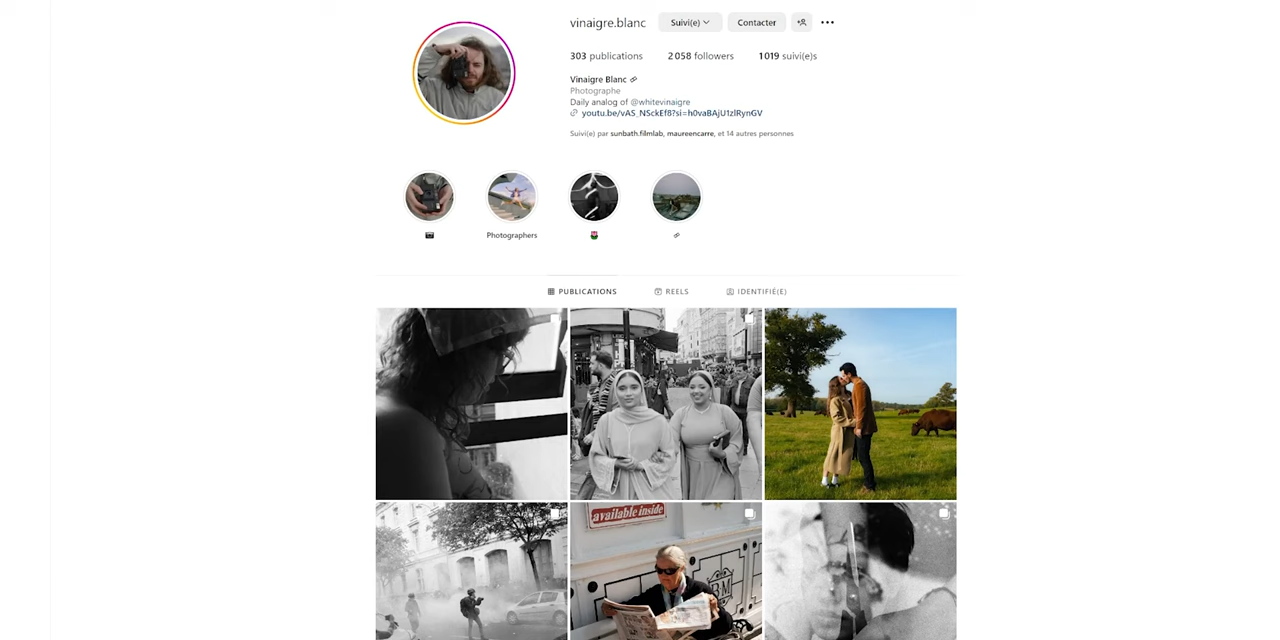 vinaigre.blanc Suivi(e) Contacter
303 publications 2 058 followers 1 019 suivi(e)s
Vinaigre Blanc
Photographe
Daily analog of @whitevinaigre
youtu.be/vAS_NSckEf8?si=h0vaBAjU1zlRynGV
Suivi(e) par sunbath.filmlab, maureencarre, et 14 autres personnes
Photographers
PUBLICATIONS REELS IDENTIFIÉ(E)
available inside
BM